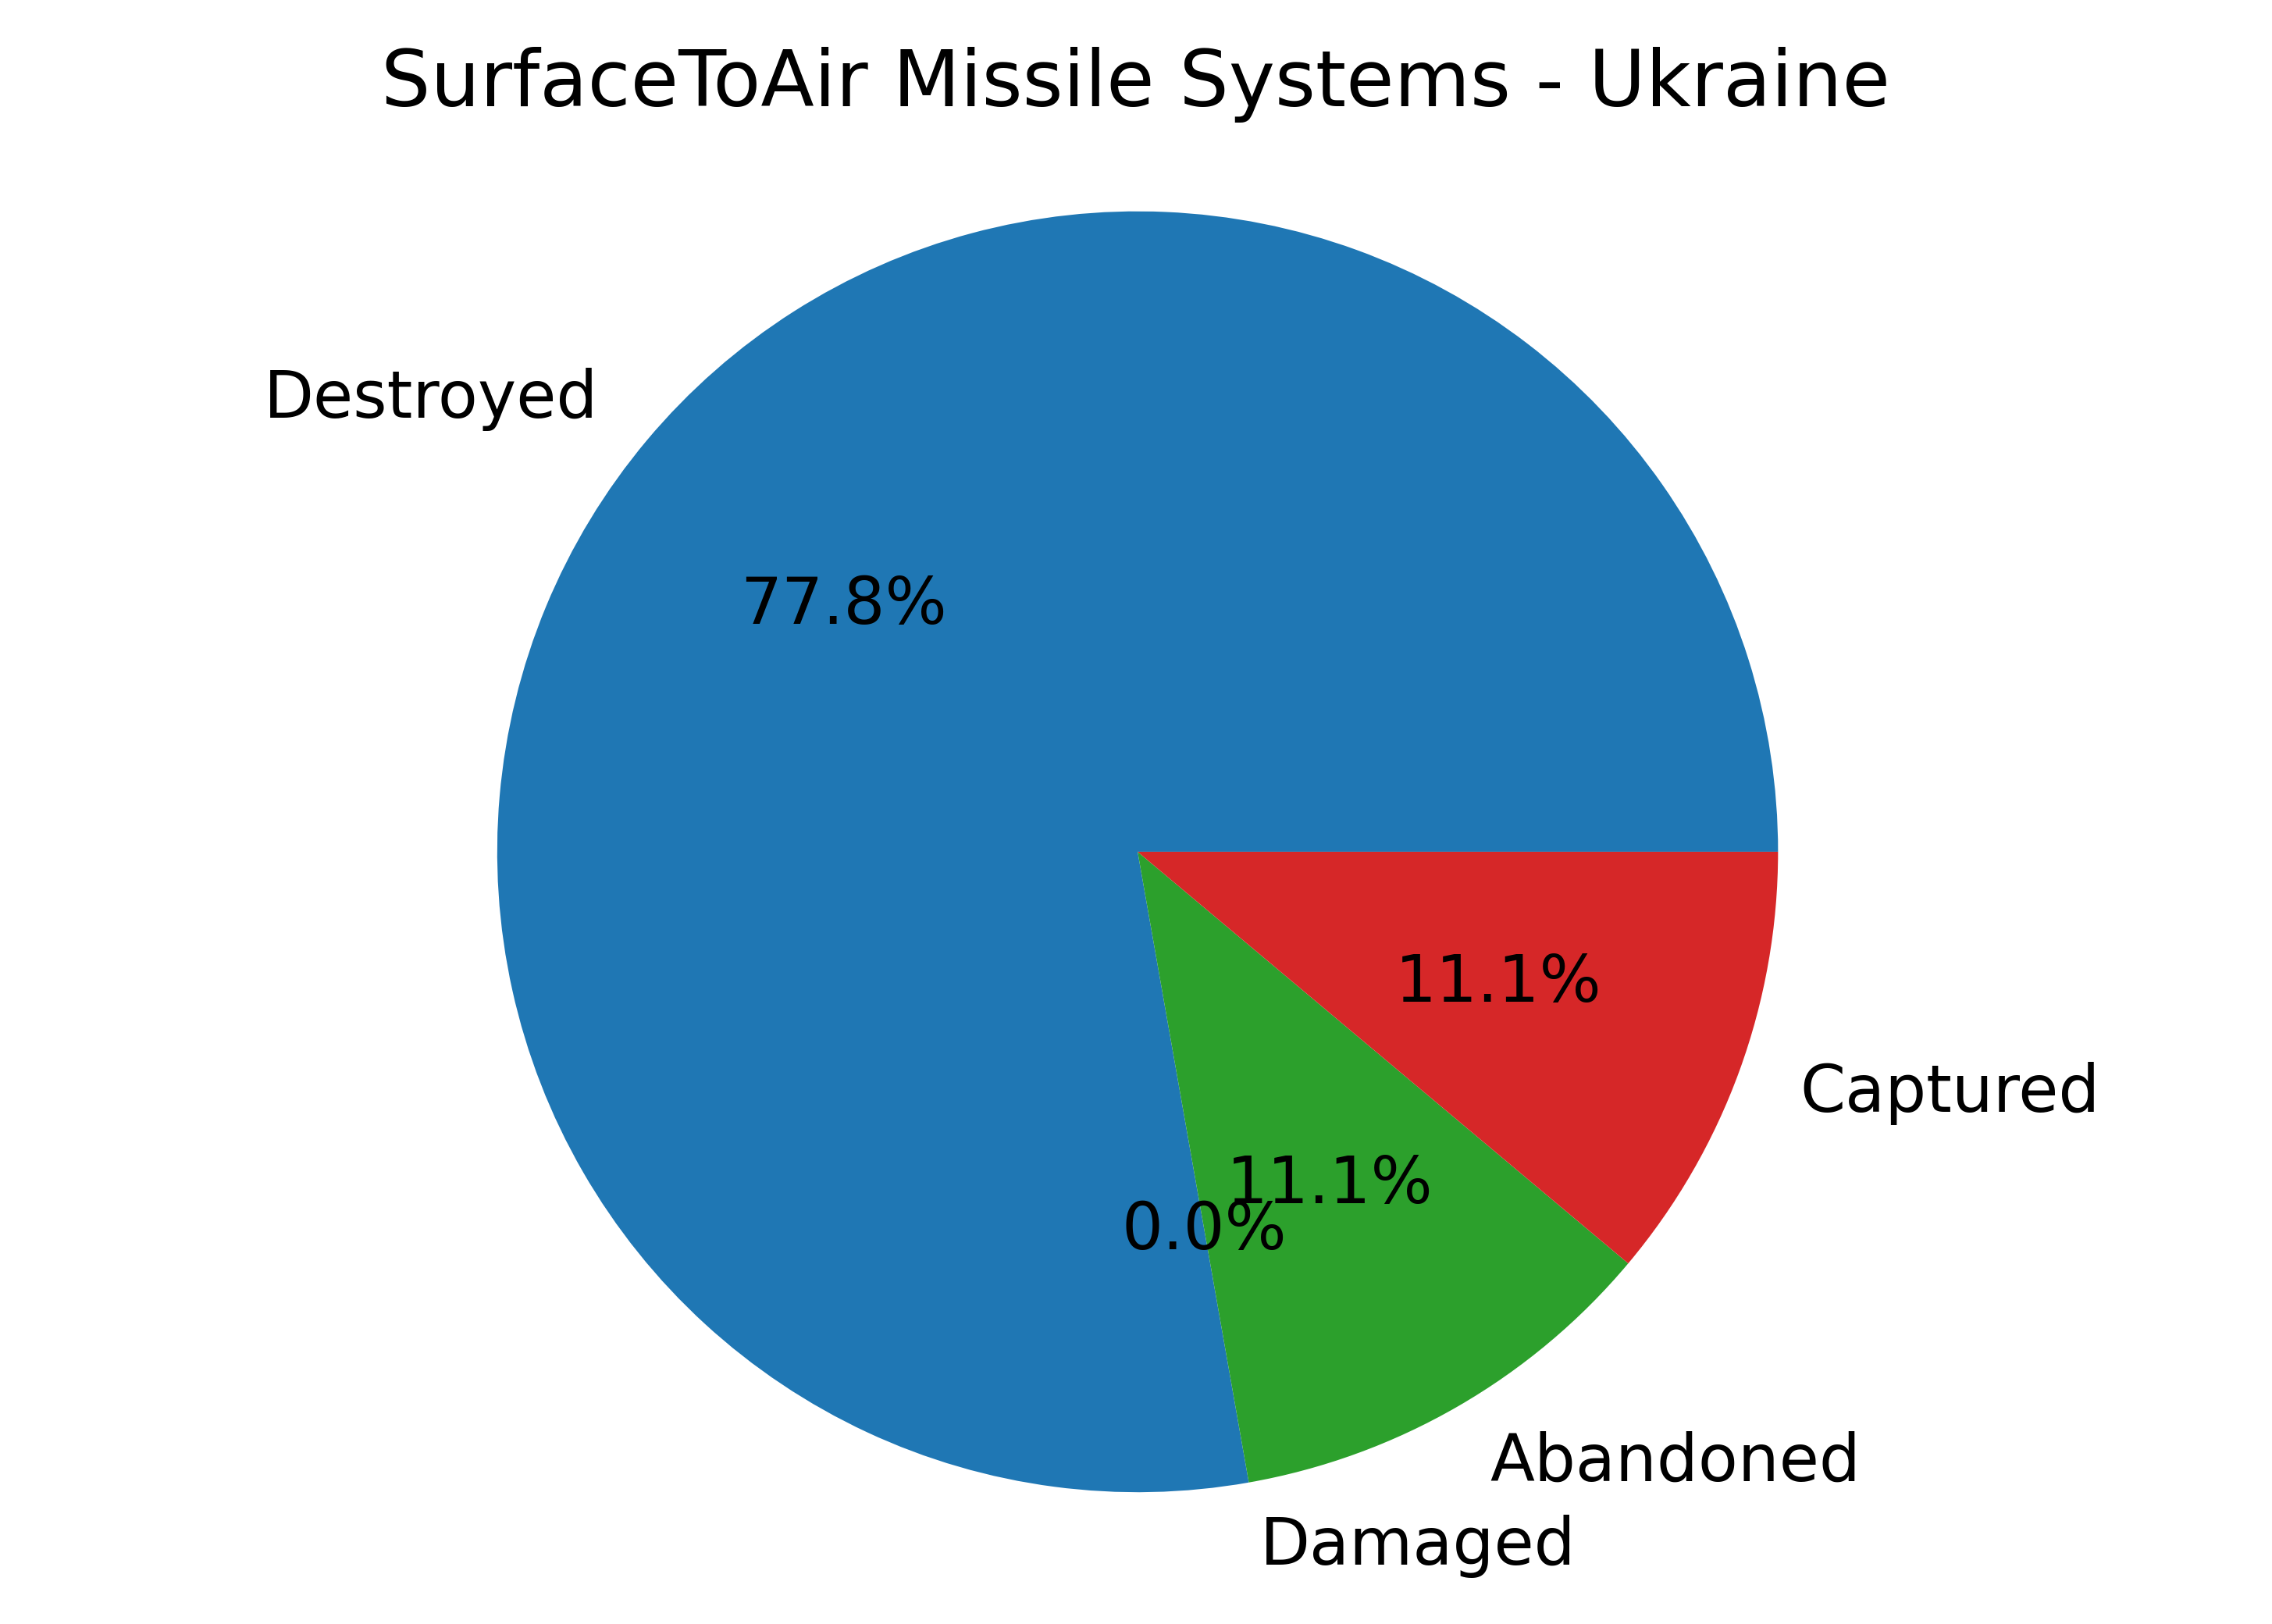 SurfaceToAir Missile Systems - Ukraine
Destroyed
77.8%
11.1%
Captured
11.1%
0.0%
Abandoned
Damaged